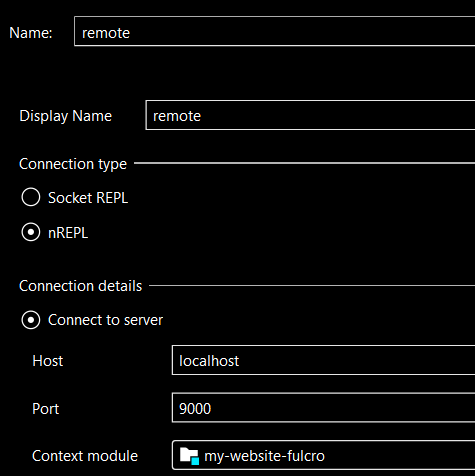 Name: remote
Display Name remote
Connection type
Socket REPL
nREPL
Connection details
Connect to server
Host localhost
Port 9000
Context module my-website-fulcro